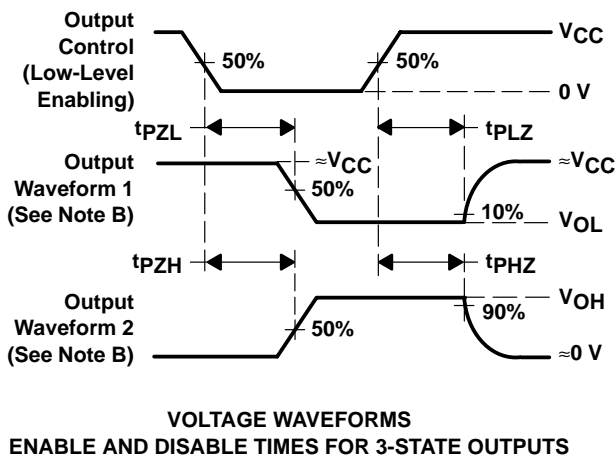 Output
Control
(Low-Level
Enabling)
50%
50%
VCC
0 V
tPZL
tPLZ
Output
Waveform 1
(See Note B)
≈VCC
50%
≈VCC
10%
VOL
tPZH
tPHZ
Output
Waveform 2
(See Note B)
50%
VOH
90%
≈0 V
VOLTAGE WAVEFORMS
ENABLE AND DISABLE TIMES FOR 3-STATE OUTPUTS